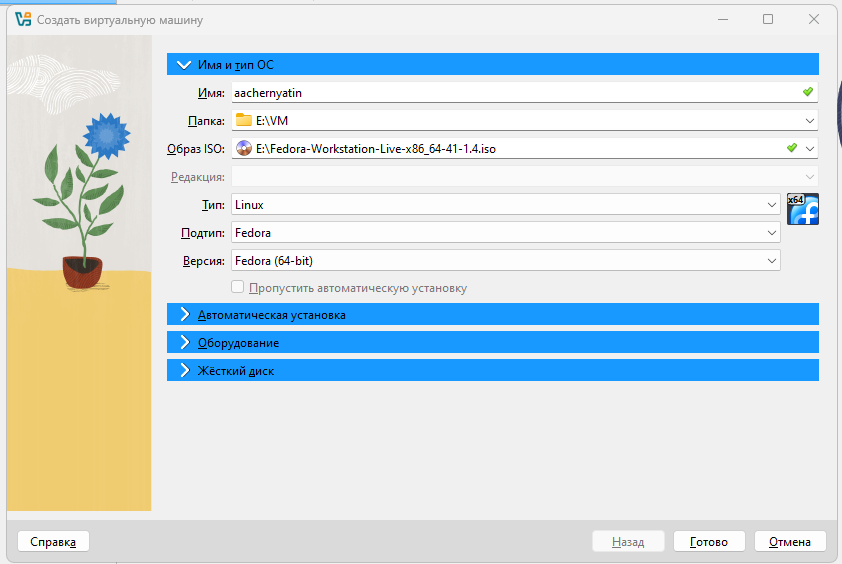 Создать виртуальную машину
Имя и тип ОС
Имя: aachernyatin
Папка: E:\VM
Образ ISO: E:\Fedora-Workstation-Live-x86_64-41-1.4.iso
Редакция:
Тип: Linux
x64
Подтип: Fedora
Версия: Fedora (64-bit)
Пропустить автоматическую установку
Автоматическая установка
Оборудование
Жёсткий диск
Справка Назад Готово Отмена